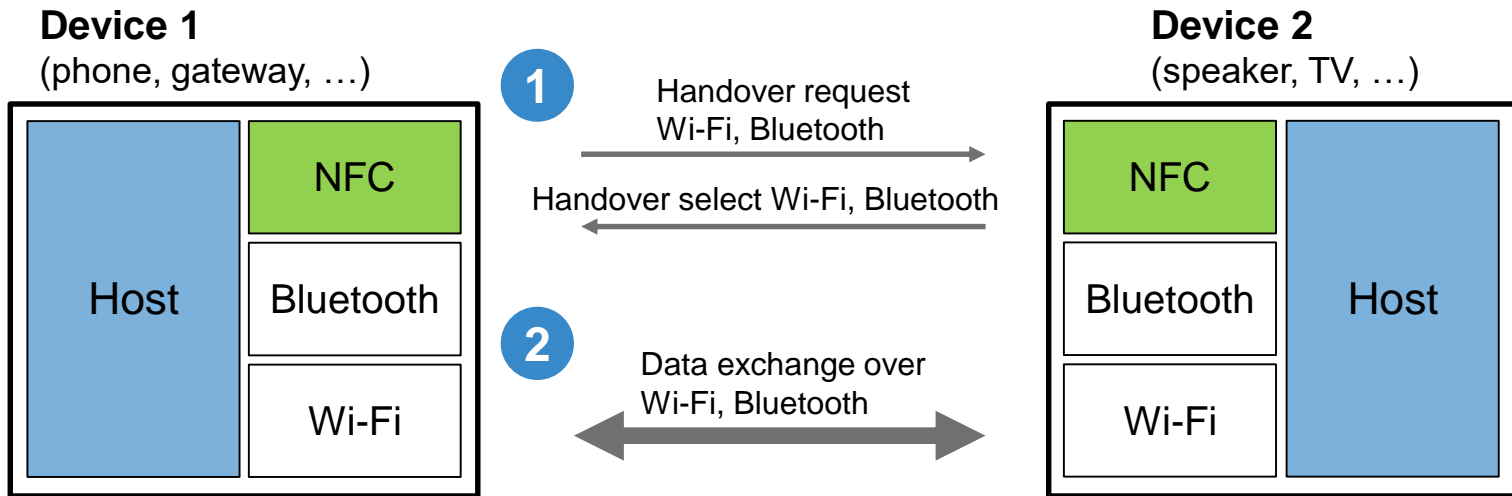 Device 1
(phone, gateway, …)
Host
NFC
Bluetooth
Wi-Fi
1
Handover request
Wi-Fi, Bluetooth
Handover select Wi-Fi, Bluetooth
2
Data exchange over
Wi-Fi, Bluetooth
Device 2
(speaker, TV, …)
NFC
Bluetooth
Wi-Fi
Host